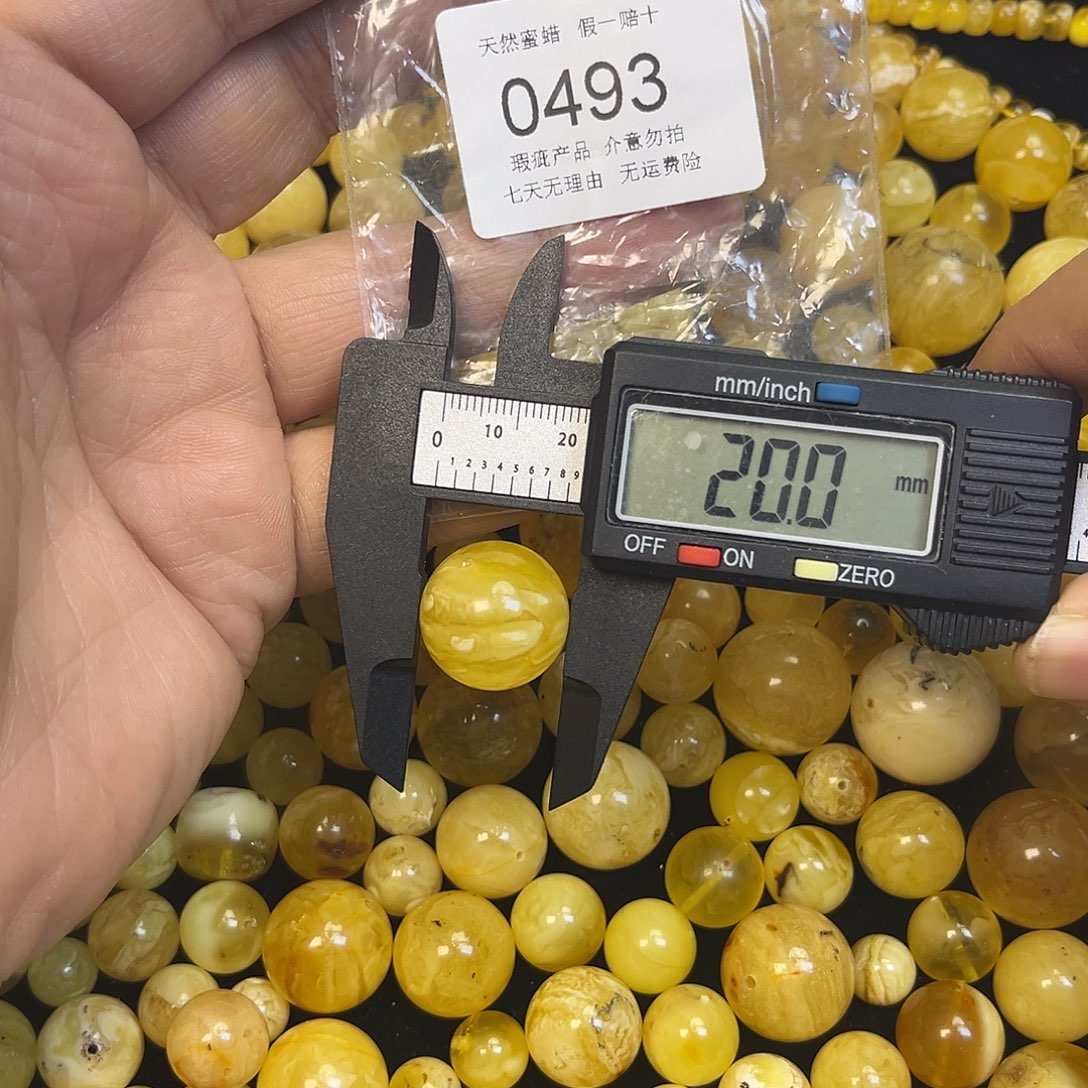 天然蜜蜡 假一赔十
0493
瑕疵产品 介意勿拍
七天无理由 无运费险
mm/inch
0 10 20
1 2 3 4 5 6 7 8 9
20.0 mm
OFF ON ZERO